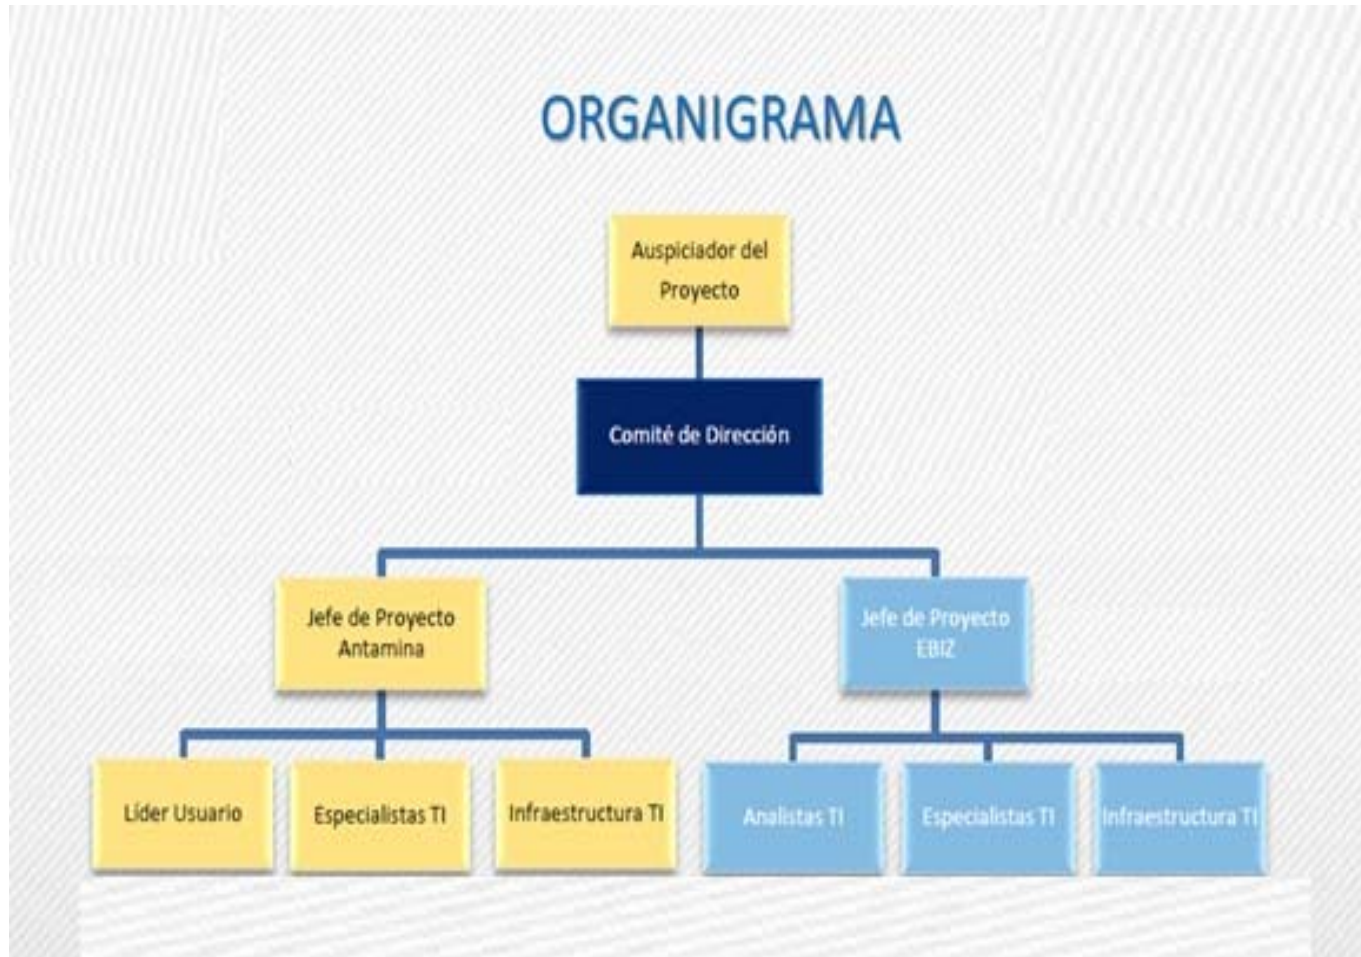 ORGANIGRAMA
Auspiciador del
Proyecto
Comité de Dirección
Jefe de Proyecto
Antamina
Jefe de Proyecto
EBIZ
Líder Usuario
Especialistas TI
Infraestructura TI
Analistas TI
Especialistas TI
Infraestructura TI